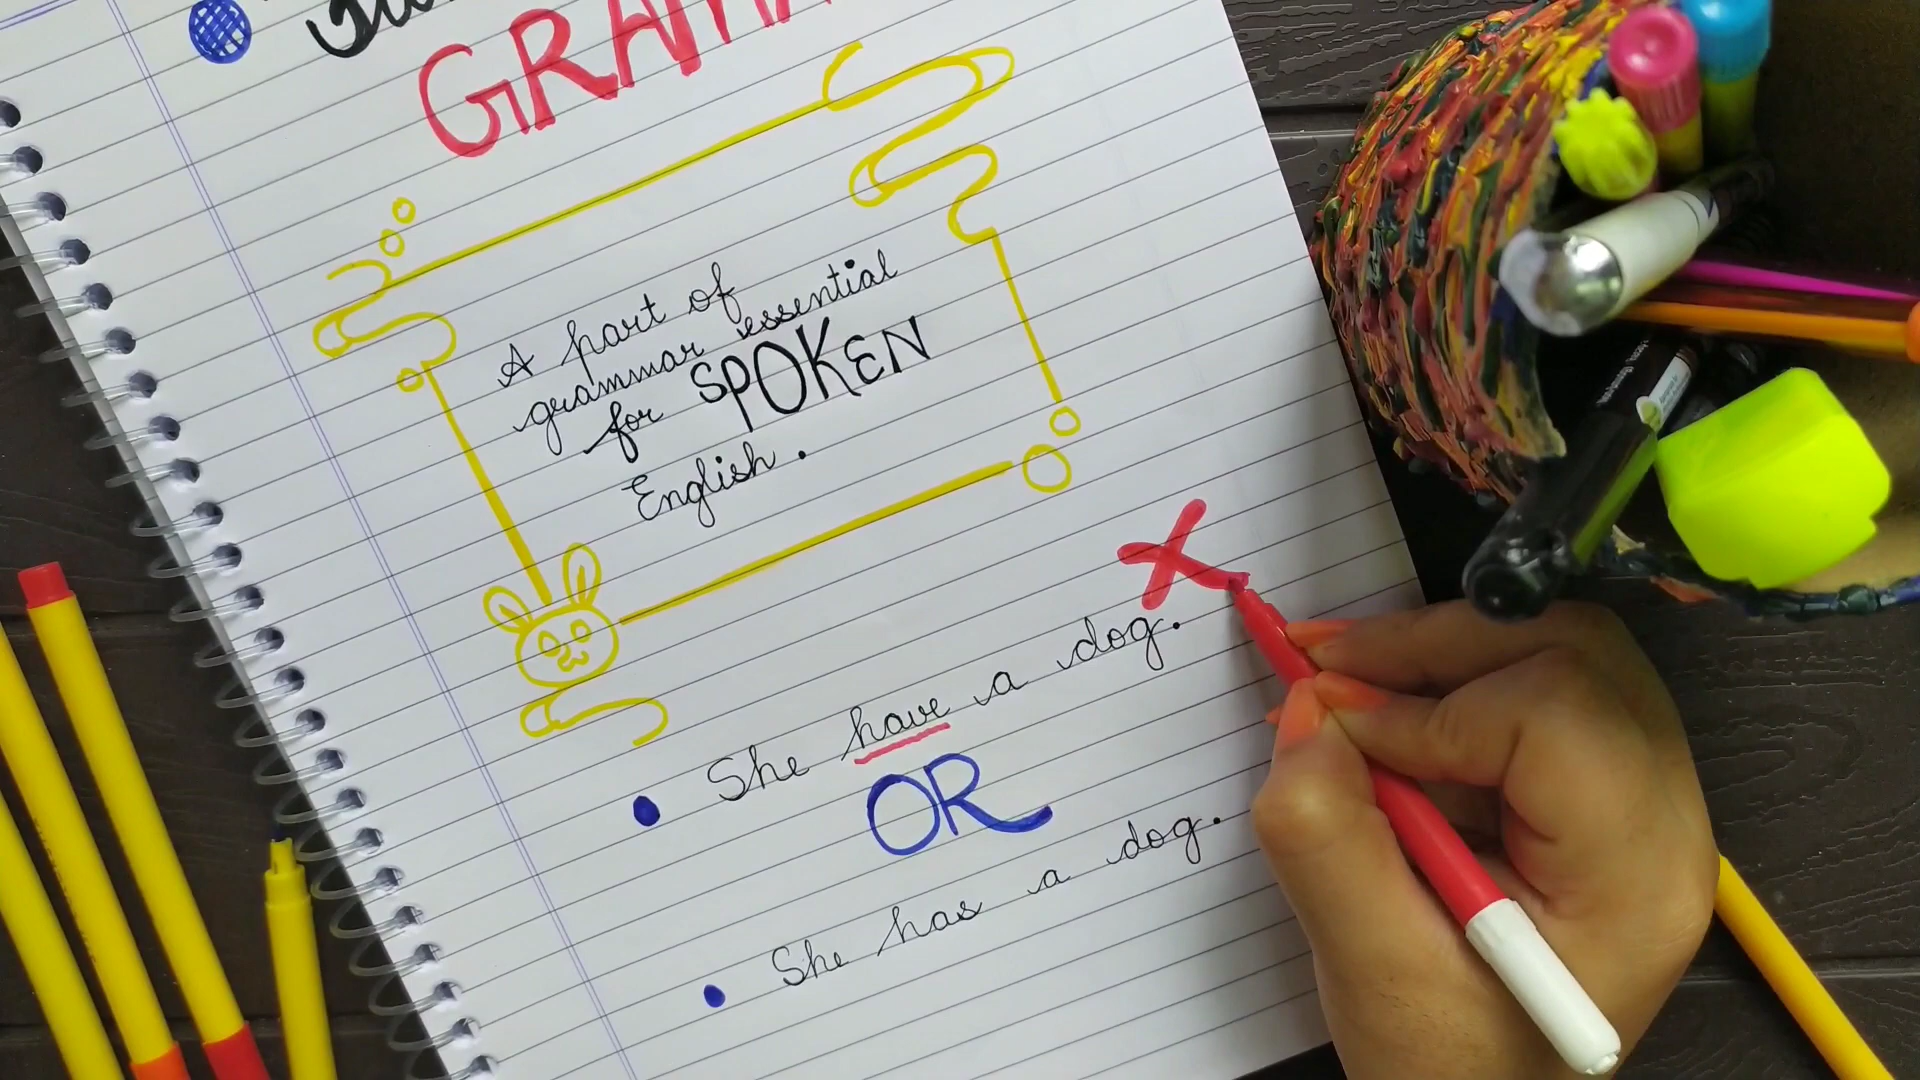 GRAM
A part of
grammar essential
for SPOKEN
English.
She have a dog.
OR
She has a dog.